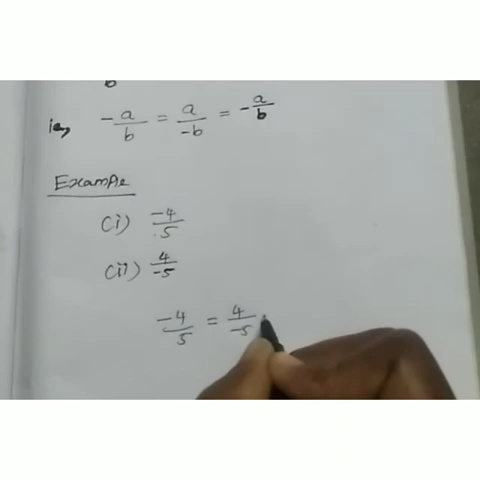 b
ie, -a/b = a/-b = -a/b
Example
(i) -4/5
(ii) 4/-5
-4/5 = 4/-5